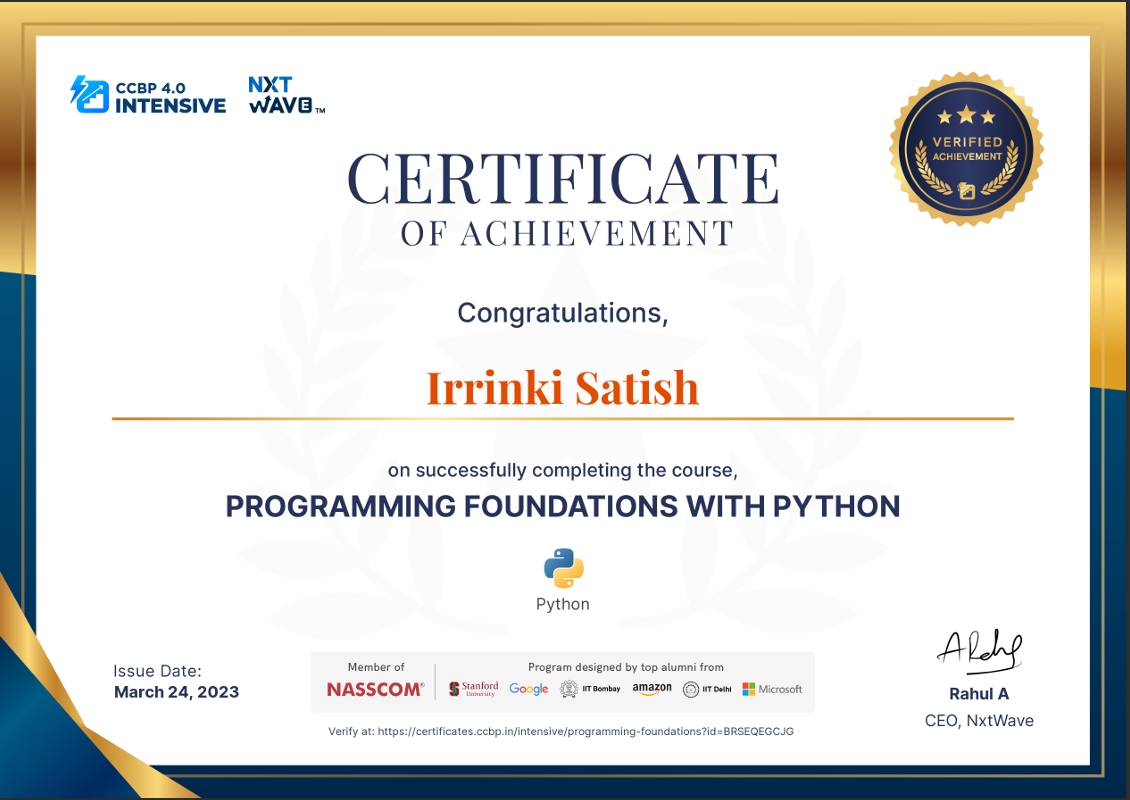 CCBP 4.0
INTENSIVE
NXT
WAVE™
VERIFIED
ACHIEVEMENT
CERTIFICATE
OF ACHIEVEMENT
Congratulations,
Irrinki Satish
on successfully completing the course,
PROGRAMMING FOUNDATIONS WITH PYTHON
Python
Issue Date:
March 24, 2023
Member of
NASSCOM®
Program designed by top alumni from
Stanford
University
Google
IIT Bombay
amazon
IIT Delhi
Microsoft
Verify at: https://certificates.ccbp.in/intensive/programming-foundations?id=BRSEQEGCJG
Rahul A
CEO, NxtWave